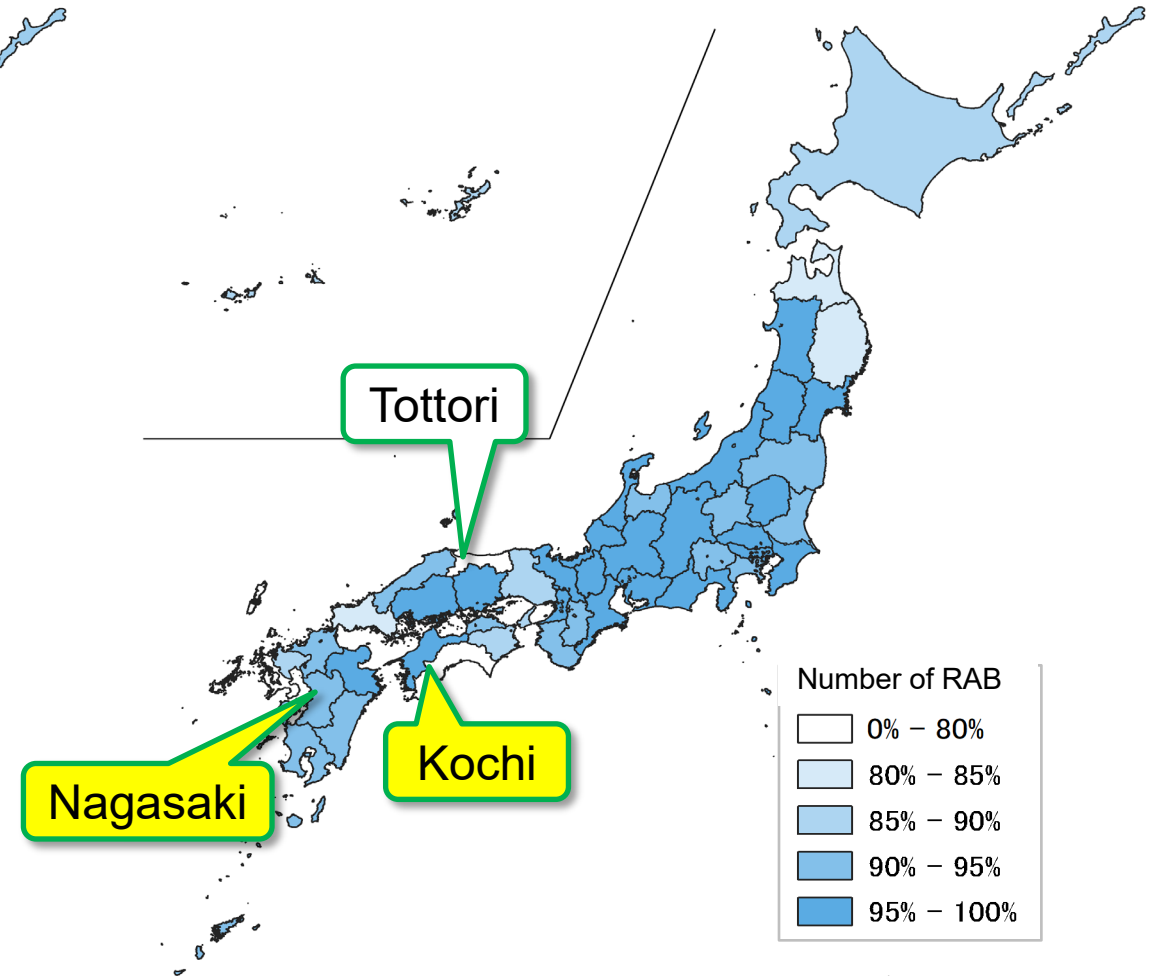 Tottori
Kochi
Nagasaki
Number of RAB
0% − 80%
80% − 85%
85% − 90%
90% − 95%
95% − 100%